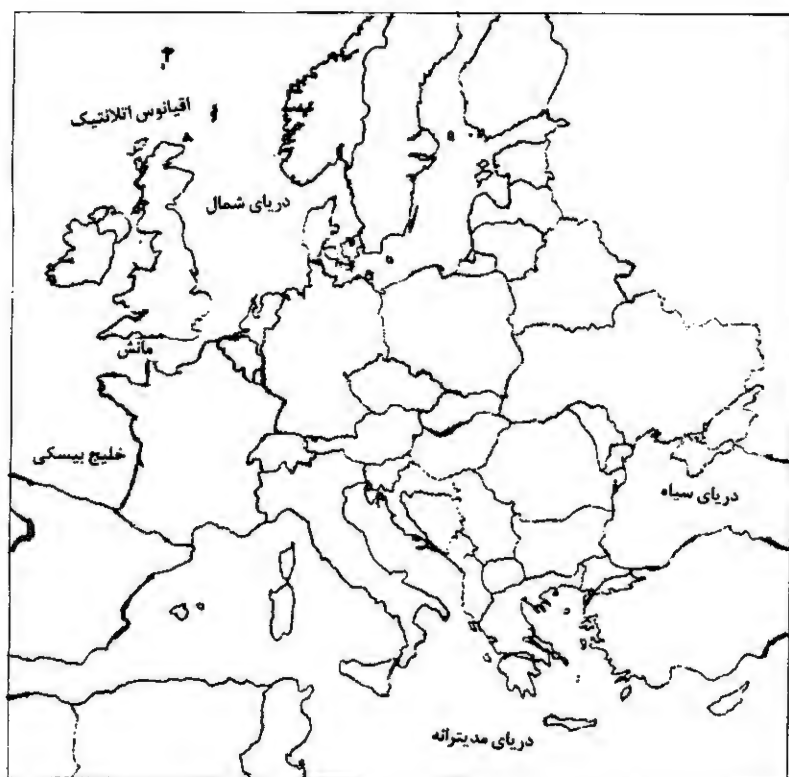 اقیانوس اتلانتیک
دریای شمال
مانش
خلیج بیسکی
دریای سیاه
دریای مدیترانه